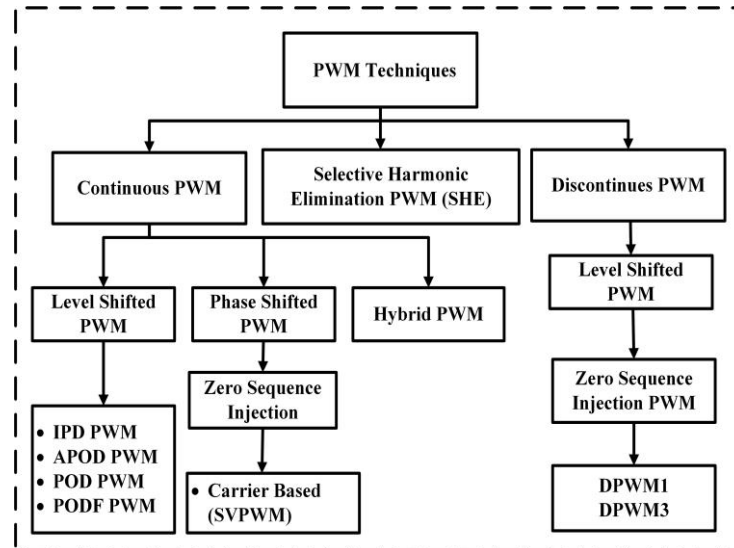 PWM Techniques
Continuous PWM
Selective Harmonic
Elimination PWM (SHE)
Discontinues PWM
Level Shifted
PWM
Phase Shifted
PWM
Hybrid PWM
Level Shifted
PWM
Zero Sequence
Injection
Zero Sequence
Injection PWM
• IPD PWM
• APOD PWM
• POD PWM
• PODF PWM
• Carrier Based
(SVPWM)
DPWM1
DPWM3